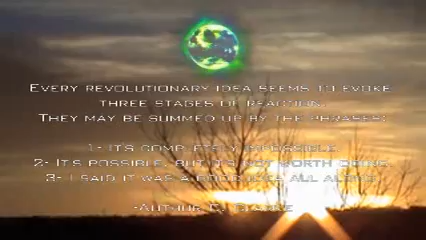 Every revolutionary idea seems to evoke
three stages of reaction.
They may be summed up by the phrases:
1- It's completely impossible.
2- It's possible, but it's not worth doing.
3- I said it was a good idea all along.
-Arthur C. Clarke